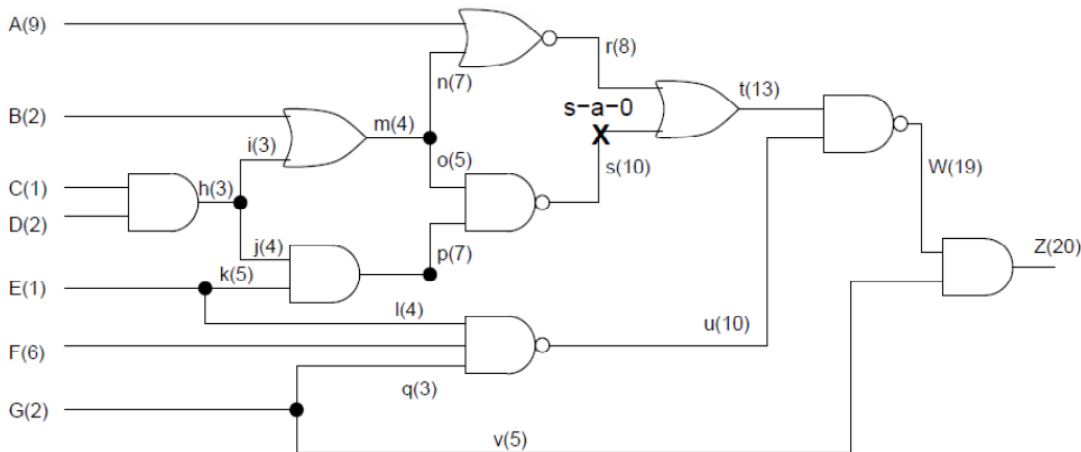 A(9)
r(8)
n(7)
t(13)
s-a-0
B(2)
m(4)
X
i(3)
o(5)
s(10)
W(19)
C(1)
h(3)
D(2)
j(4)
p(7)
Z(20)
k(5)
E(1)
l(4)
u(10)
F(6)
q(3)
G(2)
v(5)